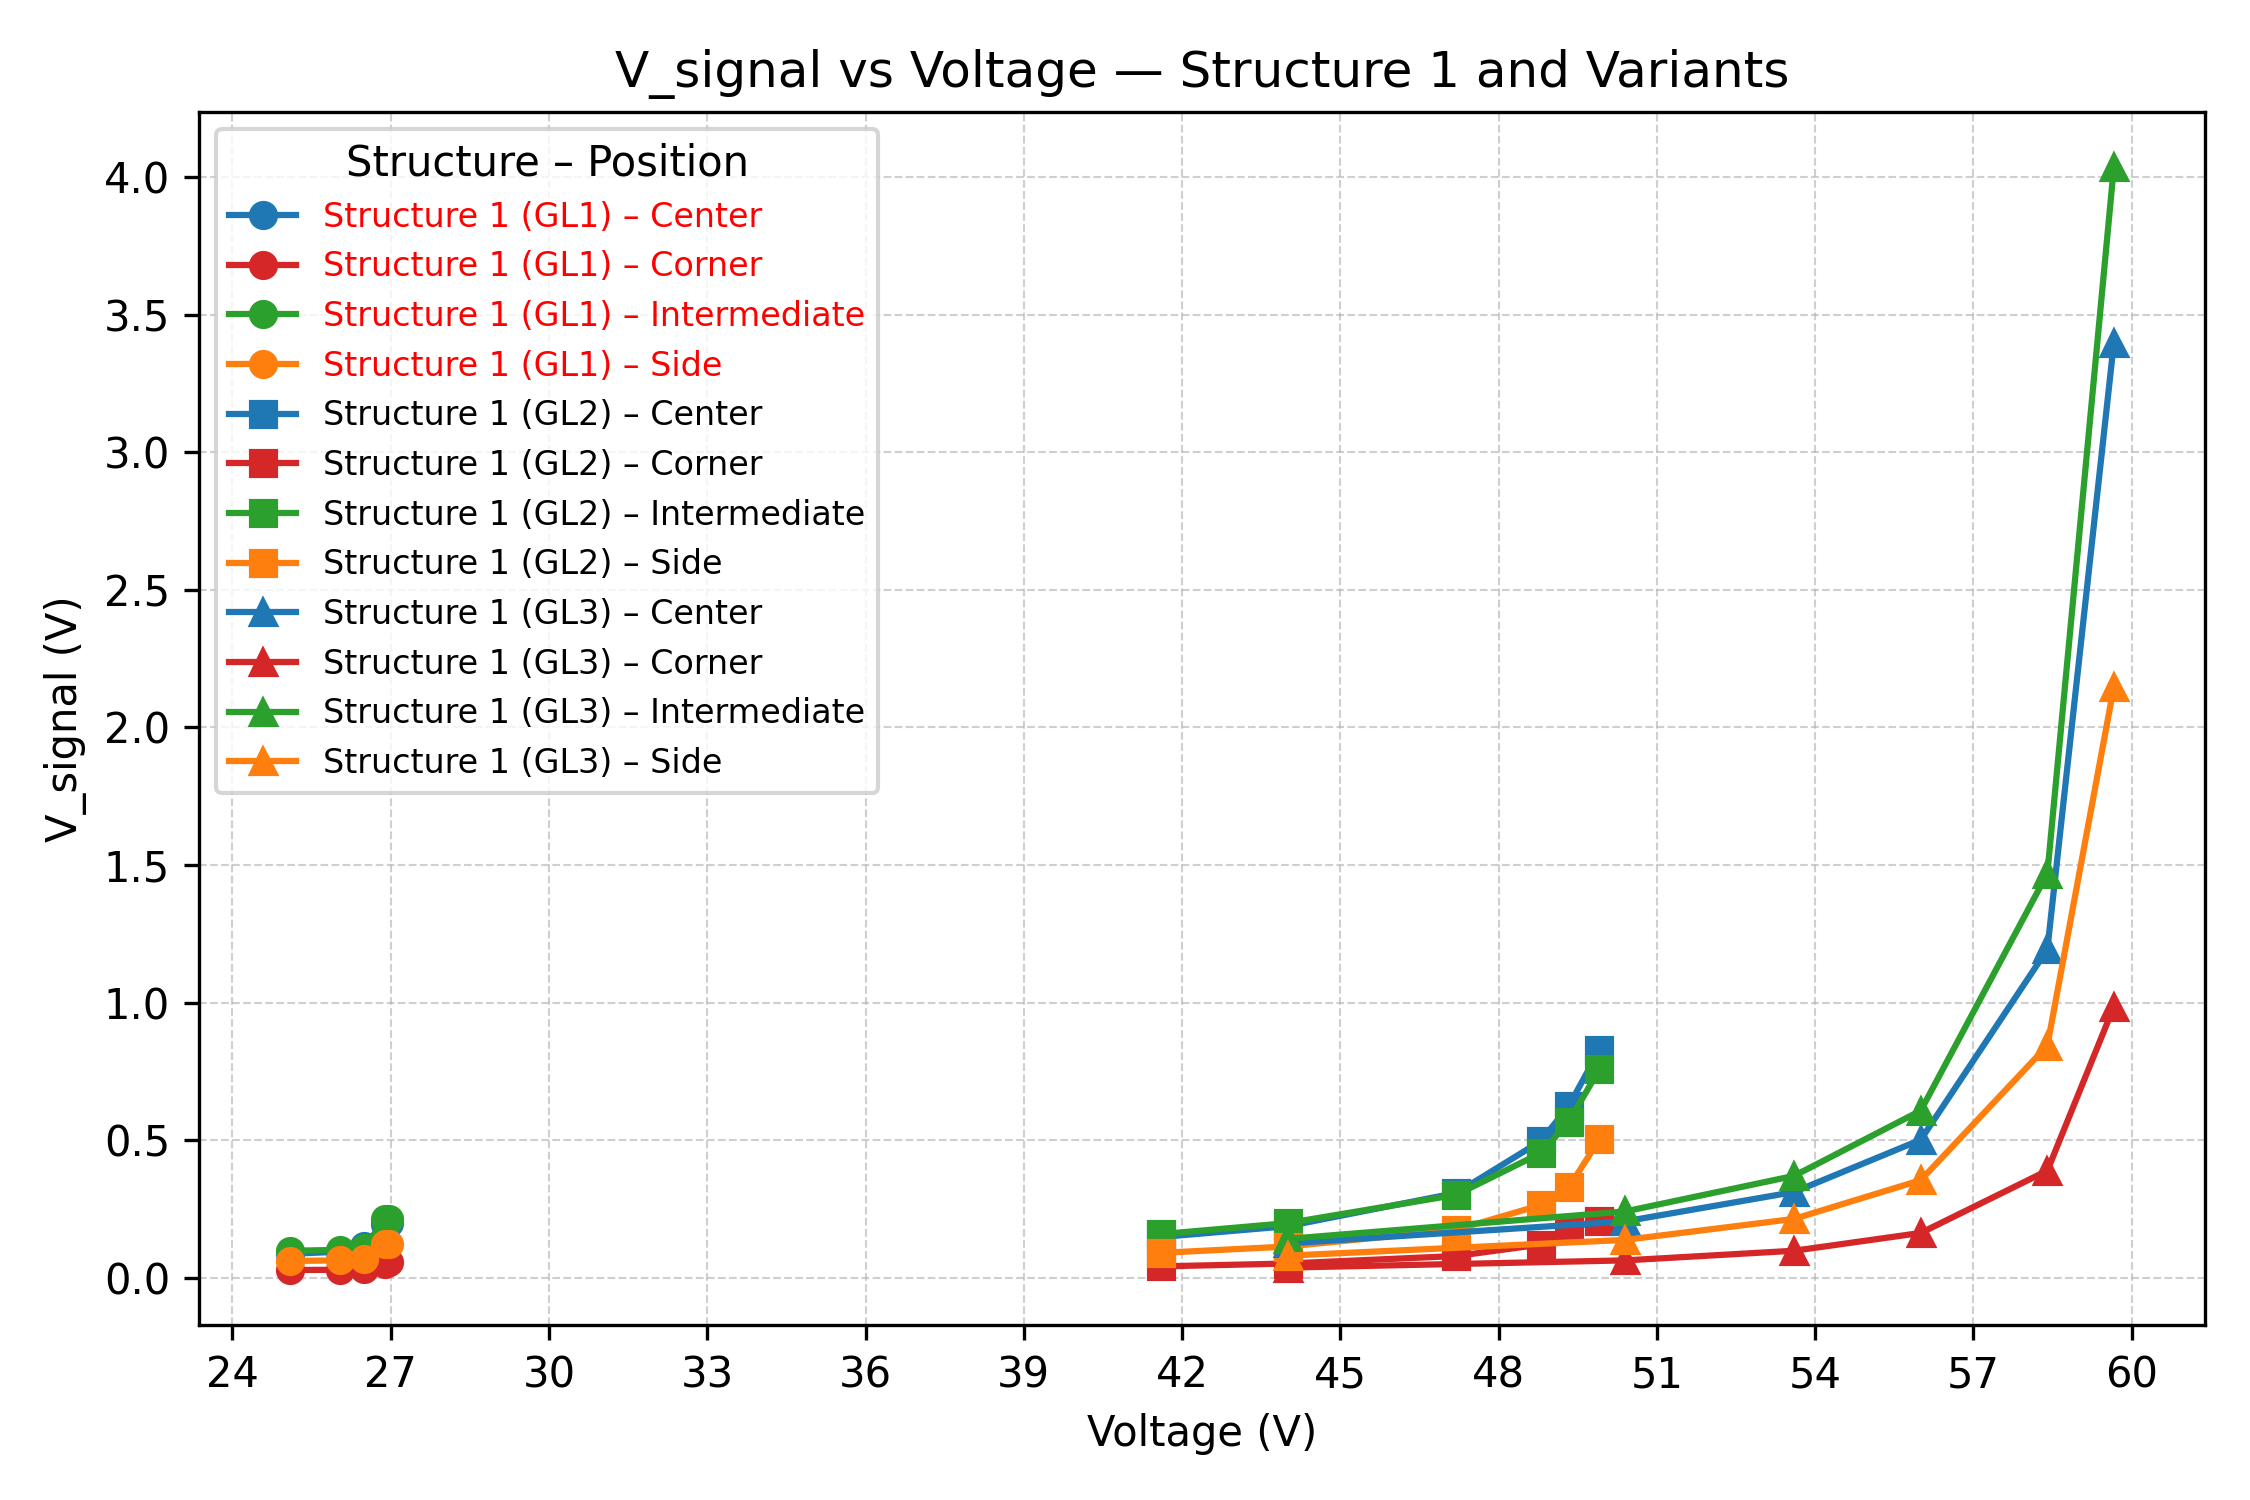 V_signal vs Voltage — Structure 1 and Variants
Structure – Position
Structure 1 (GL1) – Center
Structure 1 (GL1) – Corner
Structure 1 (GL1) – Intermediate
Structure 1 (GL1) – Side
Structure 1 (GL2) – Center
Structure 1 (GL2) – Corner
Structure 1 (GL2) – Intermediate
Structure 1 (GL2) – Side
Structure 1 (GL3) – Center
Structure 1 (GL3) – Corner
Structure 1 (GL3) – Intermediate
Structure 1 (GL3) – Side
V_signal (V)
4.0
3.5
3.0
2.5
2.0
1.5
1.0
0.5
0.0
24 27 30 33 36 39 42 45 48 51 54 57 60
Voltage (V)